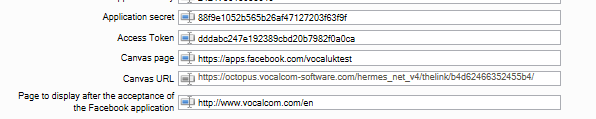 Application secret 88f9e1052b565b26af47127203f63f9f
Access Token dddabc247e192389cbd20b7982f0a0ca
Canvas page https://apps.facebook.com/vocaluktest
Canvas URL https://octopus.vocalcom-software.com/hermes_net_v4/thelink/b4d62466352455b4/
Page to display after the acceptance of
the Facebook application http://www.vocalcom.com/en